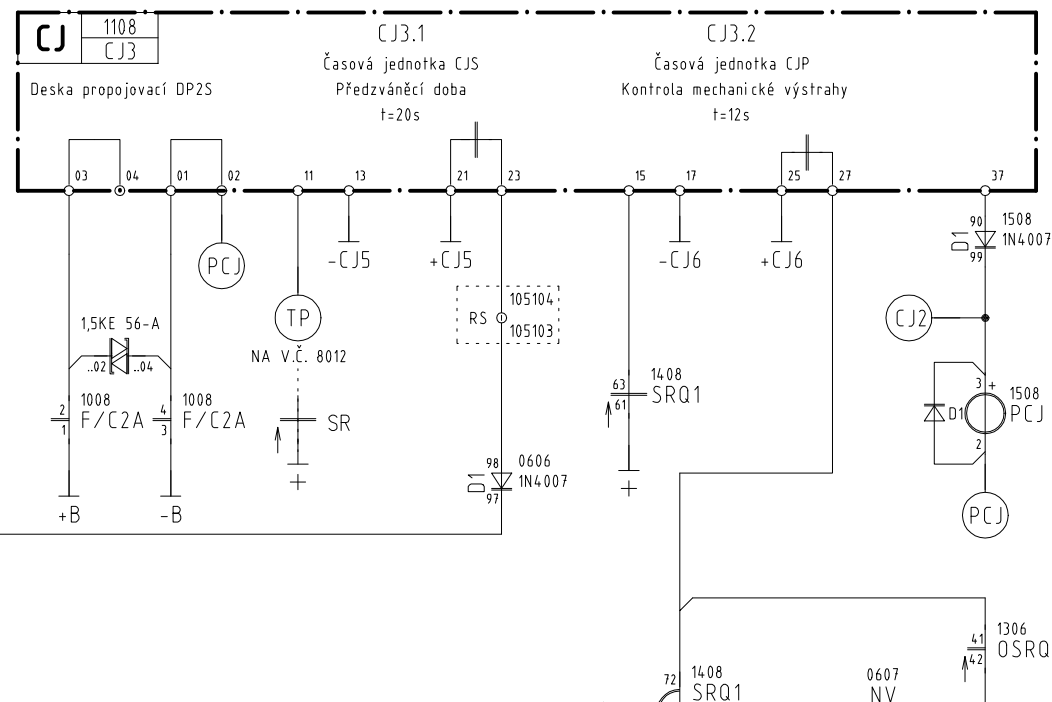 CJ 1108
CJ3
CJ3.1
CJ3.2
Časová jednotka CJS
Časová jednotka CJP
Deska propojovací DP2S
Předzváněcí doba
Kontrola mechanické výstrahy
t=20s
t=12s
03 04 01 02 11 13 21 23 15 17 25 27 37
PCJ
-CJ5
+CJ5
-CJ6
+CJ6
90 1508
D1 1N4007
99
105104
RS
105103
CJ2
1,5KE 56-A
..02 ..04
TP
NA V.Č. 8012
2 1008
F/C2A
1
4 1008
F/C2A
3
SR
+
63 1408
SRQ1
61
+
3 + 1508
D1 PCJ
2
98 0606
D1 1N4007
97
+B
-B
PCJ
1306
41 OSRQ
42
72 1408
SRQ1
0607
NV